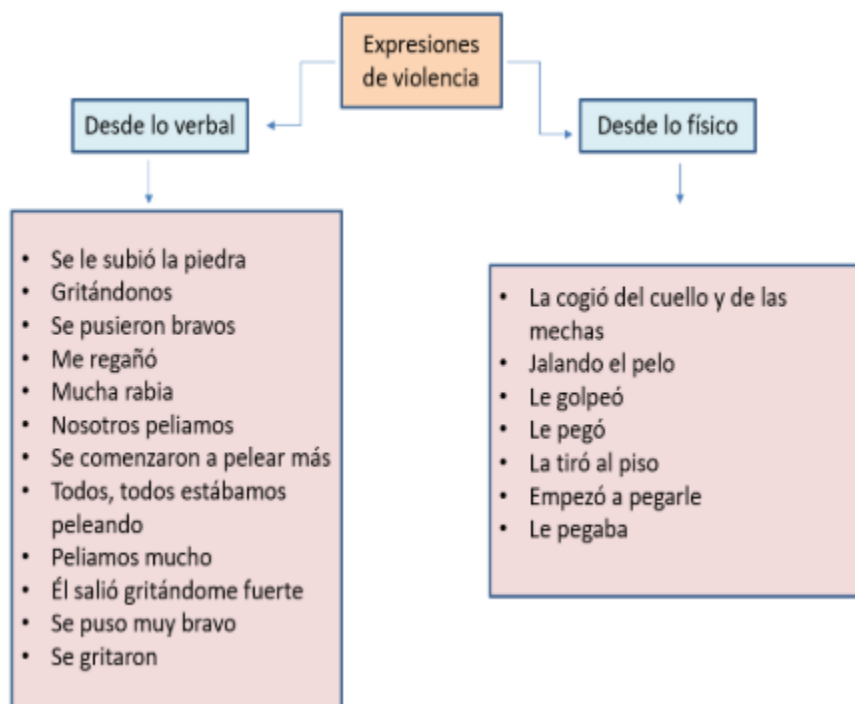 Expresiones
de violencia
Desde lo verbal
Desde lo físico
• Se le subió la piedra
• Gritándonos
• Se pusieron bravos
• Me regañó
• Mucha rabia
• Nosotros peliamos
• Se comenzaron a pelear más
• Todos, todos estábamos
peleando
• Peliamos mucho
• Él salió gritándome fuerte
• Se puso muy bravo
• Se gritaron
• La cogió del cuello y de las
mechas
• Jalando el pelo
• Le golpeó
• Le pegó
• La tiró al piso
• Empezó a pegarle
• Le pegaba